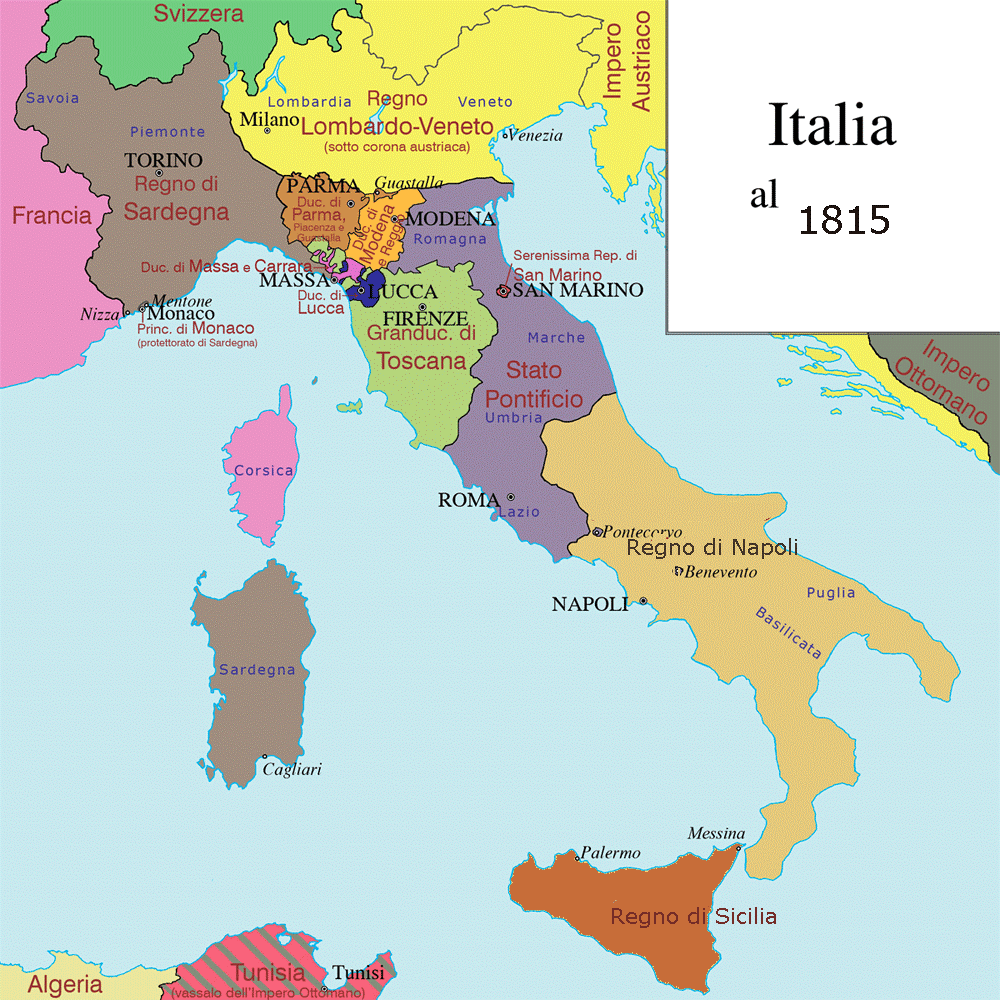 Svizzera
Impero
Austriaco
Italia
al
1815
Savoia
Piemonte
Lombardia
Regno
Veneto
Milano
Lombardo-Veneto
(sotto corona austriaca)
Venezia
TORINO
Regno di
Sardegna
Francia
PARMA
Guastalla
Duc. di
Parma,
Piacenza e
Guastalla
Duc. di
Modena
e Reggio
MODENA
Romagna
Duc. di Massa e Carrara
MASSA
Duc. di
Lucca
LUCCA
FIRENZE
Granduc. di
Toscana
Serenissima Rep. di
San Marino
SAN MARINO
Mentone
Nizza
Monaco
Princ. di Monaco
(protettorato di Sardegna)
Marche
Stato
Pontificio
Umbria
Impero
Ottomano
Corsica
ROMA
Lazio
Pontecorvo
Regno di Napoli
Benevento
NAPOLI
Puglia
Basilicata
Sardegna
Cagliari
Messina
Palermo
Regno di Sicilia
Algeria
Tunisia
Tunisi
(vassalo dell'Impero Ottomano)